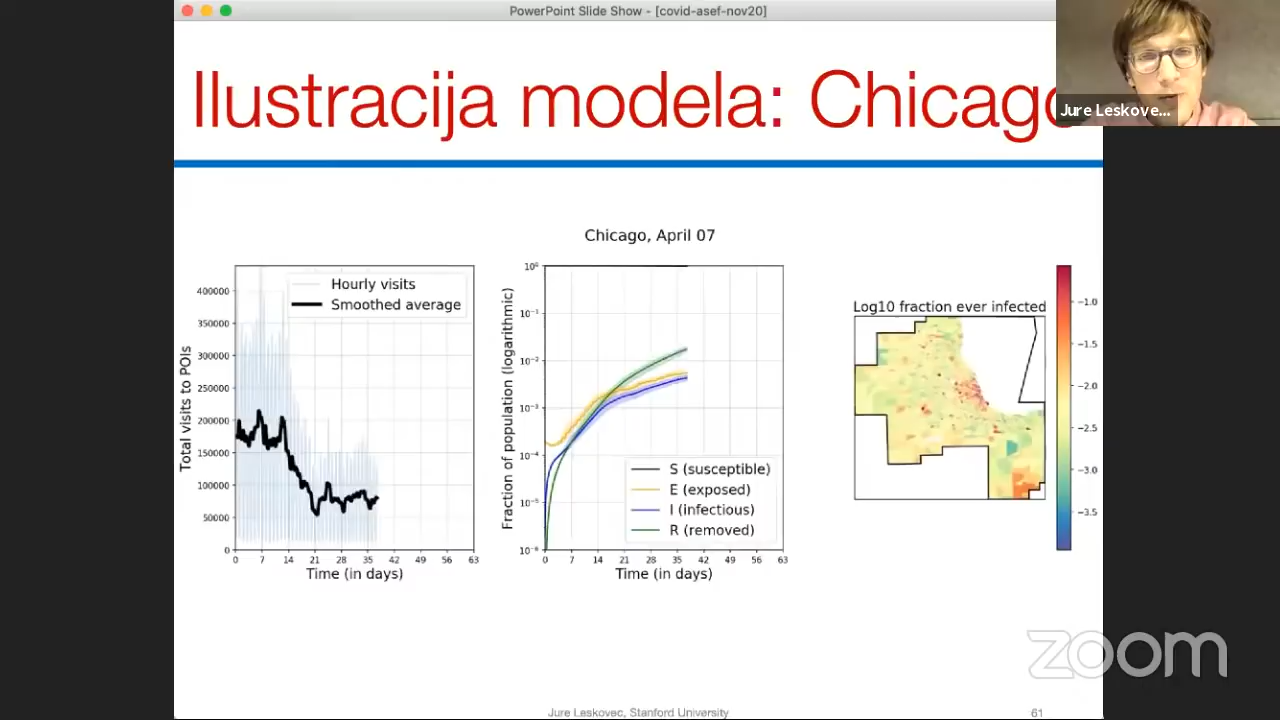 PowerPoint Slide Show - [covid-asef-nov20]
Ilustracija modela: Chicago
Jure Leskove...
Chicago, April 07
Total visits to POIs
400000
350000
300000
250000
200000
150000
100000
50000
0
Hourly visits
Smoothed average
0 7 14 21 28 35 42 49 56 63
Time (in days)
Fraction of population (logarithmic)
10⁰
10⁻¹
10⁻²
10⁻³
10⁻⁴
10⁻⁵
10⁻⁶
S (susceptible)
E (exposed)
I (infectious)
R (removed)
0 7 14 21 28 35 42 49 56 63
Time (in days)
Log10 fraction ever infected
−1.0
−1.5
−2.0
−2.5
−3.0
−3.5
zoom
Jure Leskovec, Stanford University
61